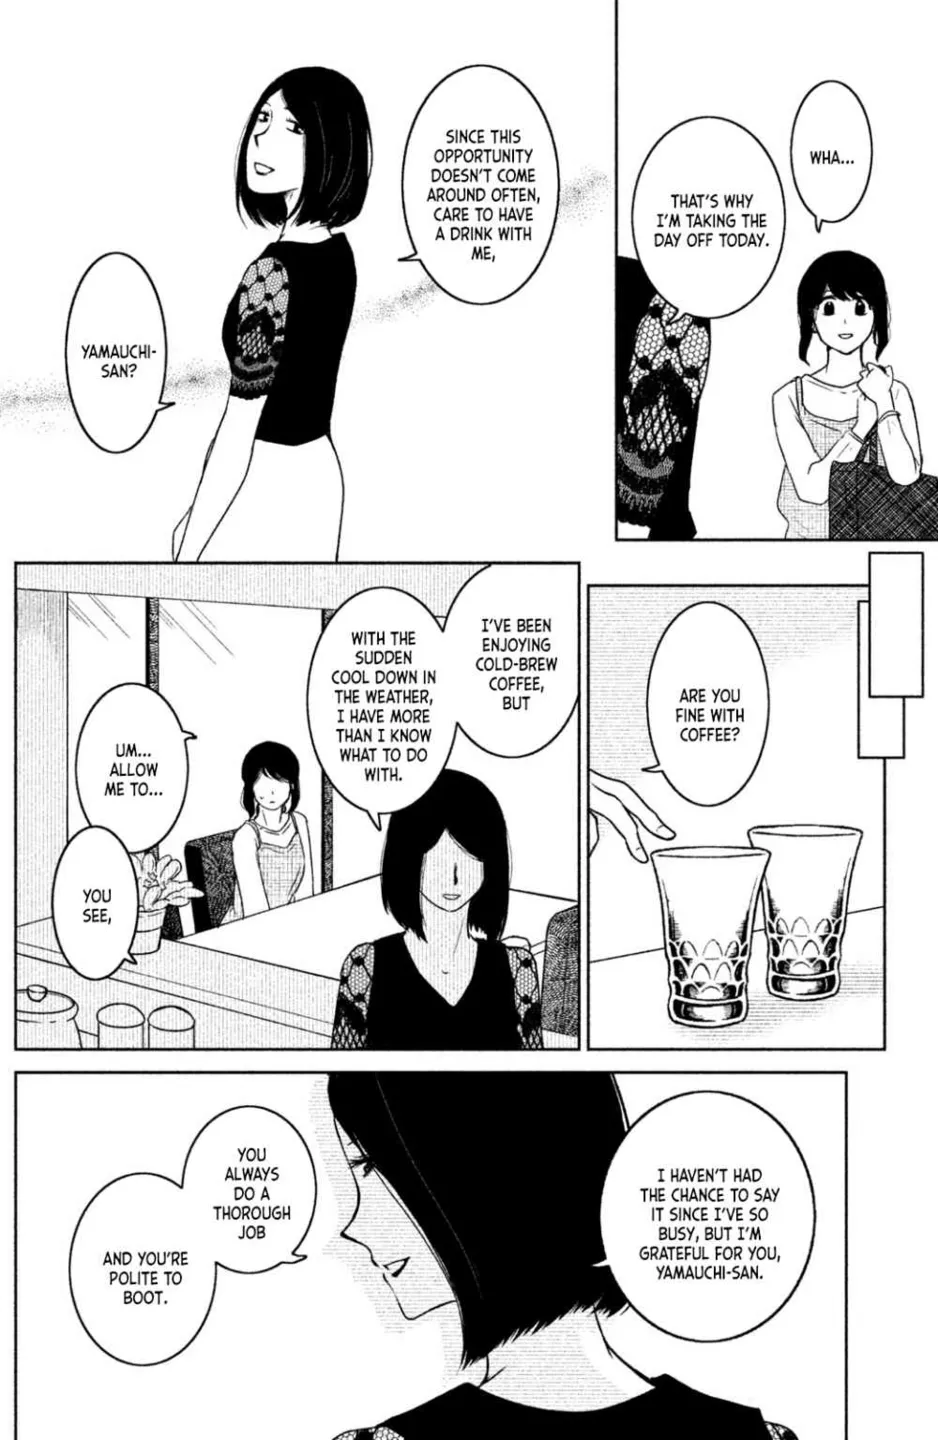 WHA...
THAT'S WHY
I'M TAKING THE
DAY OFF TODAY.
SINCE THIS
OPPORTUNITY
DOESN'T COME
AROUND OFTEN,
CARE TO HAVE
A DRINK WITH
ME,
YAMAUCHI-
SAN?
ARE YOU
FINE WITH
COFFEE?
I'VE BEEN
ENJOYING
COLD-BREW
COFFEE,
BUT
WITH THE
SUDDEN
COOL DOWN IN
THE WEATHER,
I HAVE MORE
THAN I KNOW
WHAT TO DO
WITH.
UM...
ALLOW
ME TO...
YOU
SEE,
I HAVEN'T HAD
THE CHANCE TO SAY
IT SINCE I'VE SO
BUSY, BUT I'M
GRATEFUL FOR YOU,
YAMAUCHI-SAN.
YOU
ALWAYS
DO A
THOROUGH
JOB
AND YOU'RE
POLITE TO
BOOT.